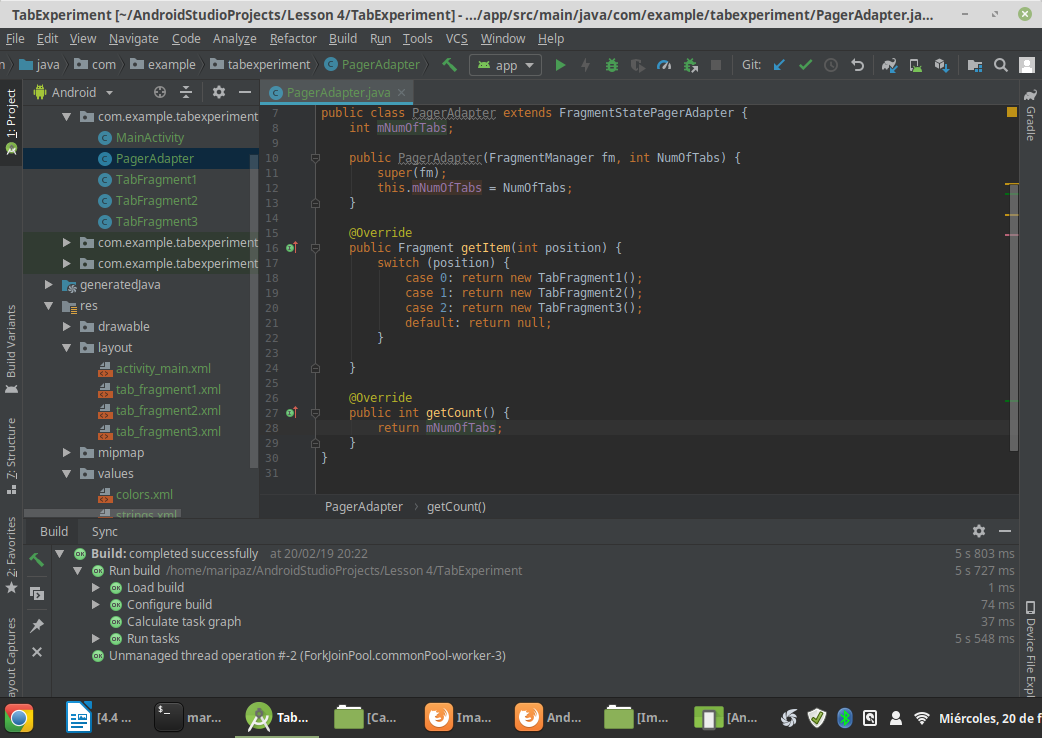 TabExperiment [~/AndroidStudioProjects/Lesson 4/TabExperiment] - .../app/src/main/java/com/example/tabexperiment/PagerAdapter.ja...
File Edit View Navigate Code Analyze Refactor Build Run Tools VCS Window Help
java com example tabexperiment PagerAdapter app Git:
1: Project
Build Variants
7: Structure
2: Favorites
ayout Captures
Android
com.example.tabexperiment
MainActivity
PagerAdapter
TabFragment1
TabFragment2
TabFragment3
com.example.tabexperiment
com.example.tabexperiment
generatedJava
res
drawable
layout
activity_main.xml
tab_fragment1.xml
tab_fragment2.xml
tab_fragment3.xml
mipmap
values
colors.xml
strings.xml
PagerAdapter.java
7 public class PagerAdapter extends FragmentStatePagerAdapter {
8 int mNumOfTabs;
9
10 public PagerAdapter(FragmentManager fm, int NumOfTabs) {
11 super(fm);
12 this.mNumOfTabs = NumOfTabs;
13 }
14
15 @Override
16 public Fragment getItem(int position) {
17 switch (position) {
18 case 0: return new TabFragment1();
19 case 1: return new TabFragment2();
20 case 2: return new TabFragment3();
21 default: return null;
22 }
23
24 }
25
26 @Override
27 public int getCount() {
28 return mNumOfTabs;
29 }
30 }
31
PagerAdapter getCount()
Gradle
Device File Expl
Build Sync
Build: completed successfully at 20/02/19 20:22 5 s 803 ms
Run build /home/maripaz/AndroidStudioProjects/Lesson 4/TabExperiment 5 s 727 ms
Load build 1 ms
Configure build 74 ms
Calculate task graph 37 ms
Run tasks 5 s 548 ms
Unmanaged thread operation #-2 (ForkJoinPool.commonPool-worker-3)
[4.4 ... mar... Tab... [Ca... Ima... And... [Im... [An... Miércoles, 20 de f